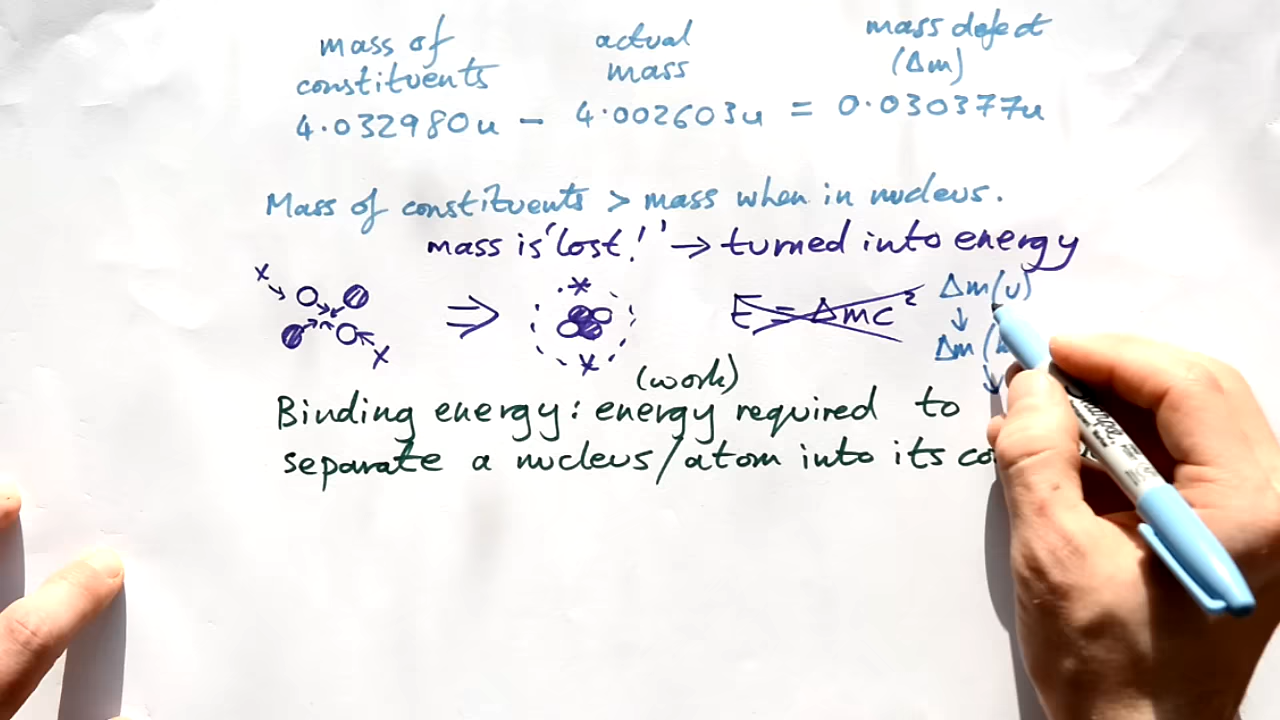 mass of constituents
actual mass
mass defect (Δm)
4.032980u - 4.002603u = 0.030377u
Mass of constituents > mass when in nucleus.
mass is 'lost!' → turned into energy
x
x
⇒
x
x
E = Δmc²
Δm(u)
↓
Δm
↓
(work)
Binding energy: energy required to
separate a nucleus/atom into its